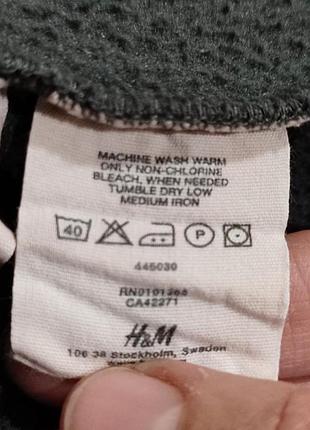 MACHINE WASH WARM
ONLY NON-CHLORINE
BLEACH, WHEN NEEDED
TUMBLE DRY LOW
MEDIUM IRON
40 P
445030
RN0101255
CA42271
H&M
106 38 Stockholm, Sweden